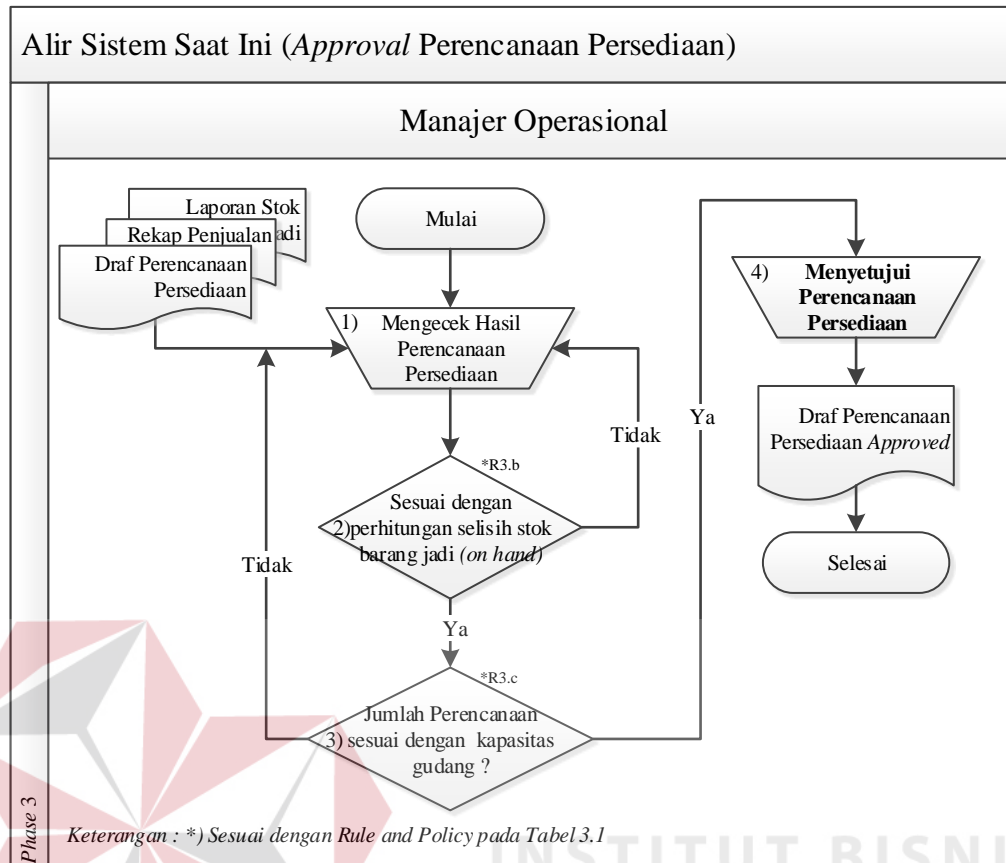 Alir Sistem Saat Ini (Approval Perencanaan Persediaan)
Manajer Operasional
Laporan Stok
adi
Rekap Penjualan
Draf Perencanaan
Persediaan
Mulai
1) Mengecek Hasil
Perencanaan
Persediaan
Tidak
*R3.b
Sesuai dengan
2)perhitungan selisih stok
barang jadi (on hand)
Tidak
Ya
*R3.c
Jumlah Perencanaan
3) sesuai dengan kapasitas
gudang ?
Ya
4) Menyetujui
Perencanaan
Persediaan
Draf Perencanaan
Persediaan Approved
Selesai
Phase 3
Keterangan : *) Sesuai dengan Rule and Policy pada Tabel 3.1
INSTITUT BISNI